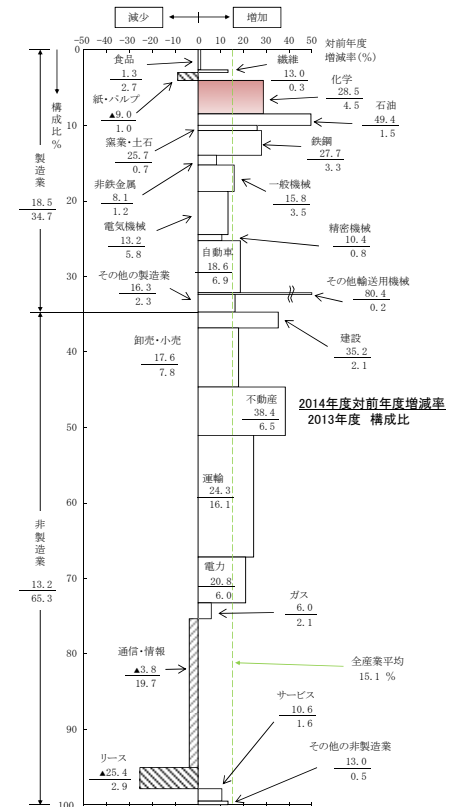 減少
増加
-50 -40 -30 -20 -10 0 10 20 30 40 50
対前年度
増減率(%)
0
10
20
30
40
50
60
70
80
90
100
構成比
%
製造業
18.5
34.7
非製造業
13.2
65.3
食品
1.3
2.7
繊維
13.0
0.3
紙・パルプ
▲9.0
1.0
化学
28.5
4.5
石油
49.4
1.5
窯業・土石
25.7
0.7
鉄鋼
27.7
3.3
非鉄金属
8.1
1.2
一般機械
15.8
3.5
電気機械
13.2
5.8
精密機械
10.4
0.8
自動車
18.6
6.9
その他の製造業
16.3
2.3
その他輸送用機械
80.4
0.2
建設
35.2
2.1
卸売・小売
17.6
7.8
不動産
38.4
6.5
2014年度対前年度増減率
2013年度 構成比
運輸
24.3
16.1
電力
20.8
6.0
ガス
6.0
2.1
通信・情報
▲3.8
19.7
全産業平均
15.1 %
サービス
10.6
1.6
リース
▲25.4
2.9
その他の非製造業
13.0
0.5